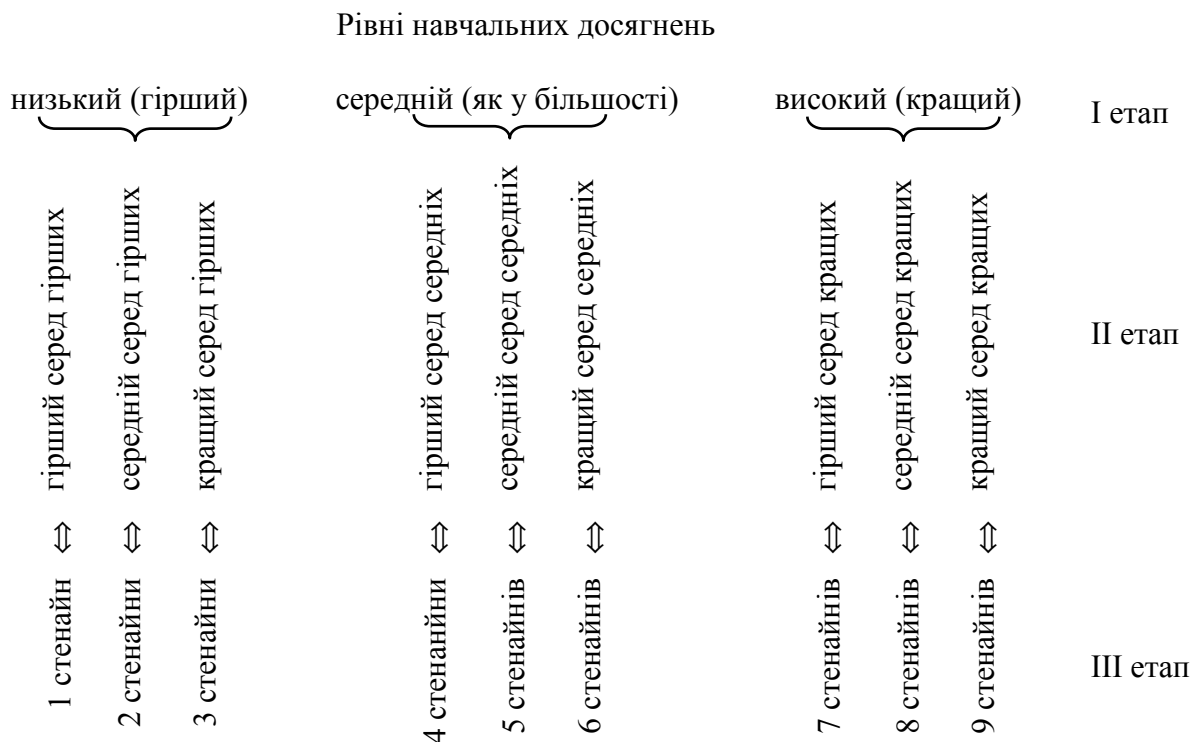 Рівні навчальних досягнень
низький (гірший)
середній (як у більшості)
високий (кращий)
І етап
гірший серед гірших
середній серед гірших
кращий серед гірших
гірший серед середніх
середній серед середніх
кращий серед середніх
гірший серед кращих
середній серед кращих
кращий серед кращих
ІІ етап
⇔ ⇔ ⇔ ⇔ ⇔ ⇔ ⇔ ⇔ ⇔
1 стенайн
2 стенайни
3 стенайни
4 стенанйни
5 стенайнів
6 стенайнів
7 стенайнів
8 стенайнів
9 стенайнів
ІІІ етап